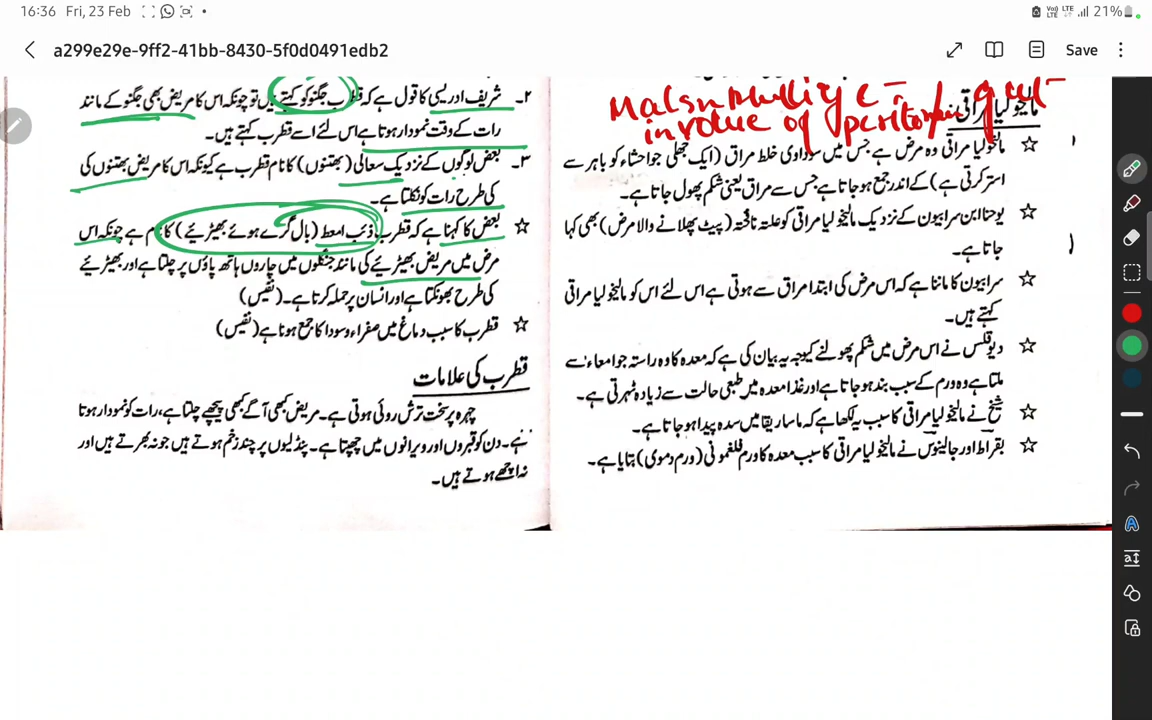 16:36 Fri, 23 Feb
21%
a299e29e-9ff2-41bb-8430-5f0d0491edb2
Save
in volue of
مالیخولیا مراقی
☆ مالیخولیا مراقی وہ مرض ہے جس میں سوداوی خلط مراق (ایک جھلی جو احشاء کو باہر سے
استر کرتی ہے) کے اندر جمع ہوجاتا ہے جس سے مراق یعنی شکم پھول جاتا ہے۔
☆ یوحنا ابن سرابیون کے نزدیک مالیخولیا مراقی کو علتہ نافخہ (پیٹ پھلانے والا مرض) بھی کہا
جاتا ہے۔
☆ سرابیون کا ماننا ہے کہ اس مرض کی ابتدا مراق سے ہوتی ہے اس لئے اس کو مالیخولیا مراقی
کہتے ہیں۔
☆ دیوقلس نے اس مرض میں شکم پھولنے کیوجہ یہ بیان کی ہے کہ معدہ کا وہ راستہ جو امعاء سے
ملتا ہے وہ ورم کے سبب بند ہوجاتا ہے اور غذا معدہ میں طبعی حالت سے زیادہ ٹہرتی ہے۔
☆ شیخ نے مالیخولیا مراقی کا سبب یہ لکھا ہے کہ ماساریقا میں سدہ پیدا ہوجاتا ہے۔
☆ بقراط اور جالینوس نے مالیخولیا مراقی کا سبب معدہ کا ورم فلغمونی (ورم دموی) بتایا ہے۔
۲۔ شریف ادریسی کا قول ہے کہ قطرب جگنو کو کہتے ہیں تو چونکہ اس کا مریض بھی جگنو کے مانند
رات کے وقت نمودار ہوتا ہے اس لئے اسے قطرب کہتے ہیں۔
۳۔ بعض لوگوں کے نزدیک سعالی (بھتنوں) کا نام قطرب ہے کیونکہ اس کا مریض بھتنوں کی
کی طرح رات کو نکلتا ہے۔
☆ بعض کا کہنا ہے کہ قطرب ذئب امعط (بال گرے ہوئے بھیڑیئے) کا نام ہے چونکہ اس
مرض میں مریض بھیڑیئے کی مانند جنگلوں میں چاروں ہاتھ پاؤں پر چلتا ہے اور بھیڑیئے
کی طرح بھونکتا ہے اور انسان پر حملہ کرتا ہے۔ (نفیس)
☆ قطرب کا سبب دماغ میں صفراء و سودا کا جمع ہونا ہے (نفیس)
قطرب کی علامات
چہرہ پر سخت ترش روئی ہوتی ہے۔ مریض کبھی آگے کبھی پیچھے چلتا ہے، رات کو نمودار ہوتا
ہے۔ دن کو قبروں اور ویرانوں میں چھپتا ہے۔ پنڈلیوں پر چند زخم ہوتے ہیں جو نہ بھرتے ہیں اور
نہ اچھے ہوتے ہیں۔